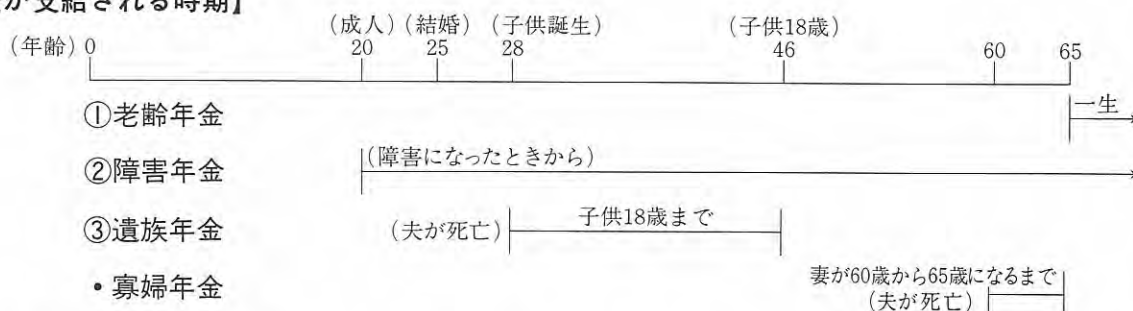 が支給される時期】
(成人)(結婚) (子供誕生) (子供18歳)
(年齢) 0 20 25 28 46 60 65
①老齢年金 一生
②障害年金 (障害になったときから)
③遺族年金 (夫が死亡) 子供18歳まで
・寡婦年金 妻が60歳から65歳になるまで
(夫が死亡)